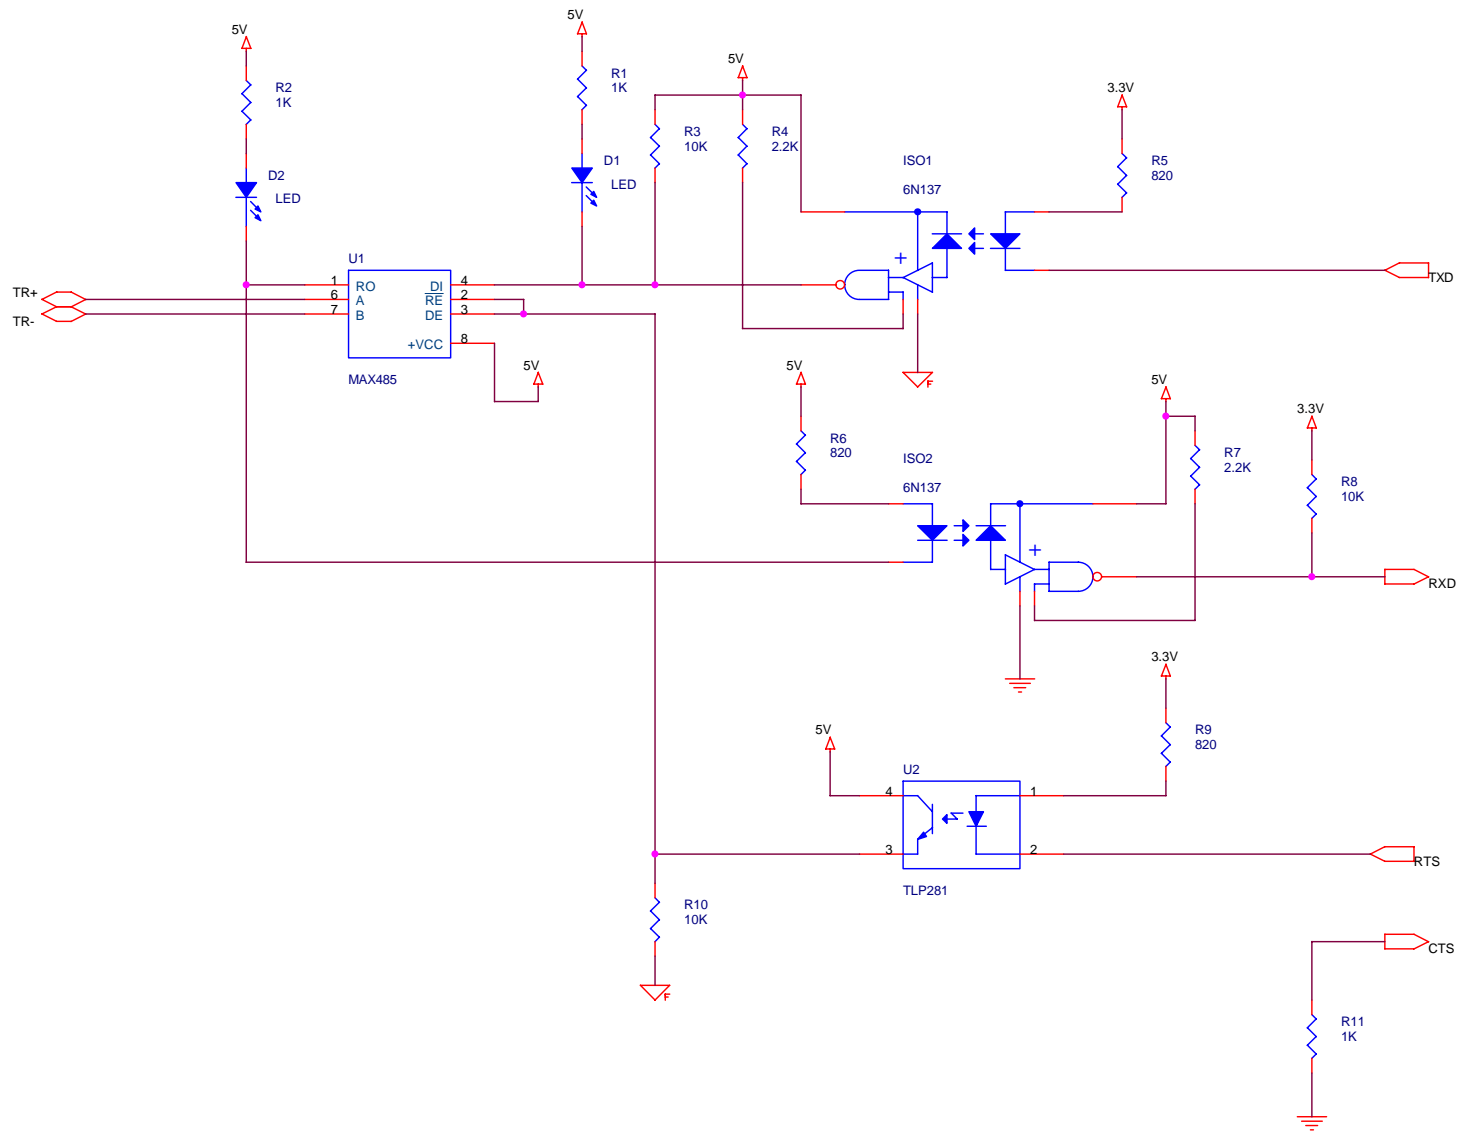 5V
5V
R2
1K
R1
1K
5V
3.3V
R3
10K
R4
2.2K
ISO1
6N137
R5
820
D2
LED
D1
LED
U1
+
TR+
TR-
1
6
7
RO
A
B
DI
RE
DE
+VCC
4
2
3
8
TXD
MAX485
5V
F
5V
5V
3.3V
R6
820
ISO2
6N137
R7
2.2K
R8
10K
+
RXD
3.3V
5V
R9
820
U2
4
1
3
2
RTS
TLP281
R10
10K
F
CTS
R11
1K